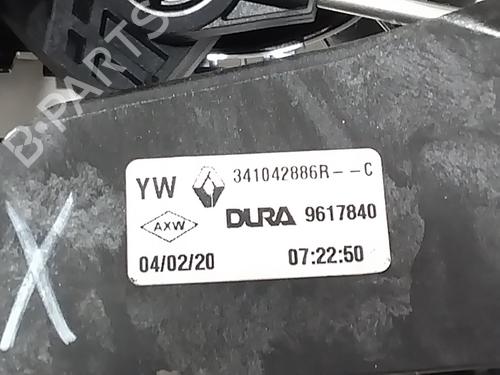 B-PARTS
YW 341042886R--C
AXW DURA 9617840
04/02/20 07:22:50
X